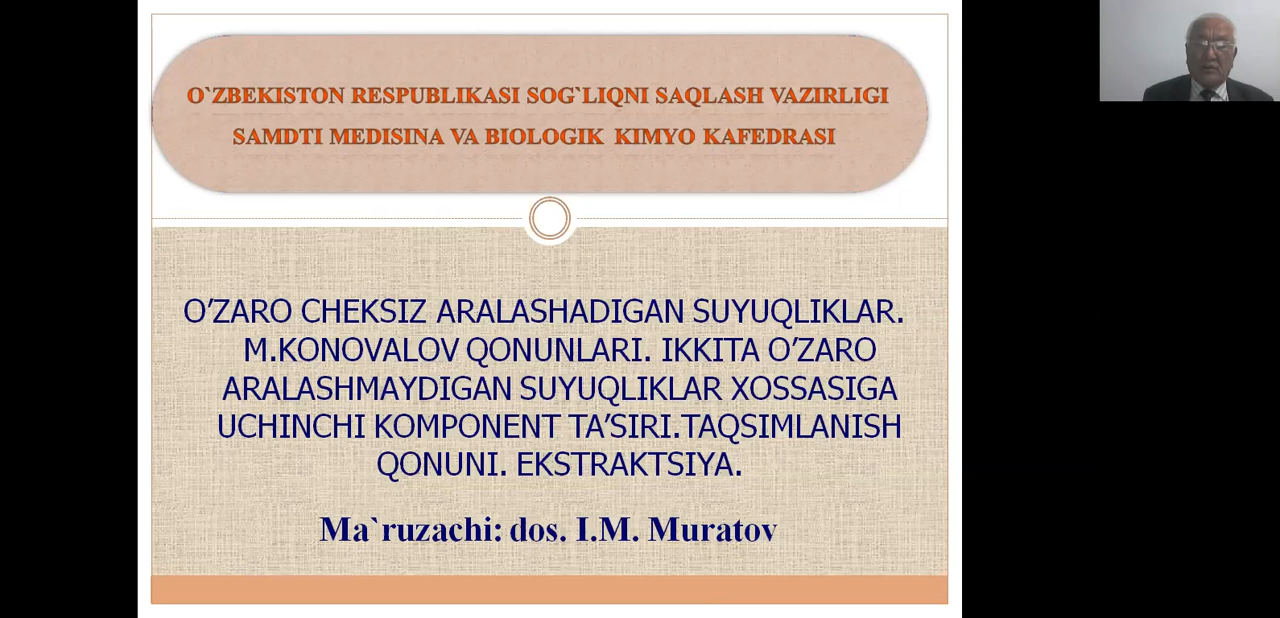 O`ZBEKISTON RESPUBLIKASI SOG`LIQNI SAQLASH VAZIRLIGI
SAMDTI MEDISINA VA BIOLOGIK KIMYO KAFEDRASI
O’ZARO CHEKSIZ ARALASHADIGAN SUYUQLIKLAR.
M.KONOVALOV QONUNLARI. IKKITA O’ZARO
ARALASHMAYDIGAN SUYUQLIKLAR XOSSASIGA
UCHINCHI KOMPONENT TA’SIRI.TAQSIMLANISH
QONUNI. EKSTRAKTSIYA.
Ma`ruzachi: dos. I.M. Muratov